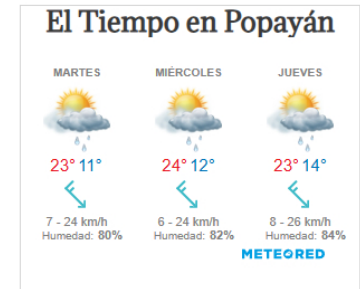 El Tiempo en Popayán
MARTES MIÉRCOLES JUEVES
23° 11° 24° 12° 23° 14°
7 - 24 km/h 6 - 24 km/h 8 - 26 km/h
Humedad: 80% Humedad: 82% Humedad: 84%
METEORED